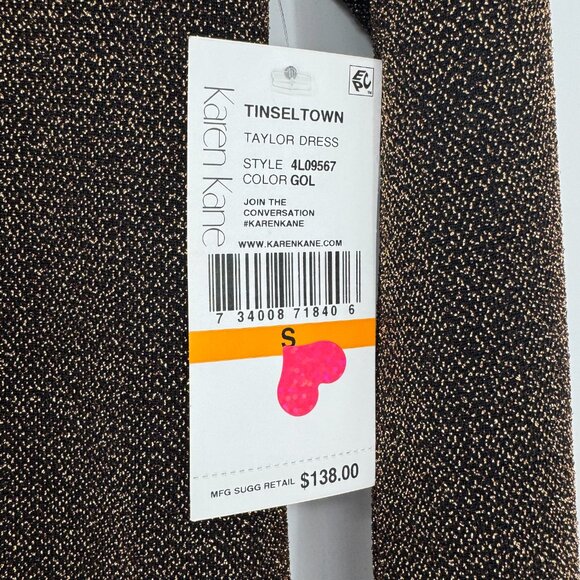 EPC
Karen Kane
TINSELTOWN
TAYLOR DRESS
STYLE 4L09567
COLOR GOL
JOIN THE
CONVERSATION
#KARENKANE
WWW.KARENKANE.COM
7 34008 71840 6
S
MFG SUGG RETAIL $138.00